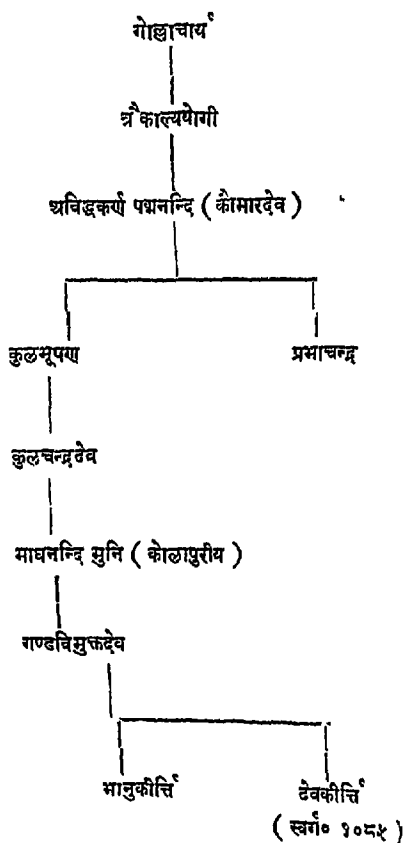 गोल्लाचार्य
त्रैकाल्ययोगी
अविद्धकर्ण पद्मनन्दि ( कौमारदेव )
कुलभूषण प्रभाचन्द्र
कुलचन्द्रदेव
माघनन्दि मुनि ( कोलापुरीय )
गण्डविमुक्तदेव
भानुकीर्त्ति देवकीर्त्ति
( स्वर्ग० १०८५ )